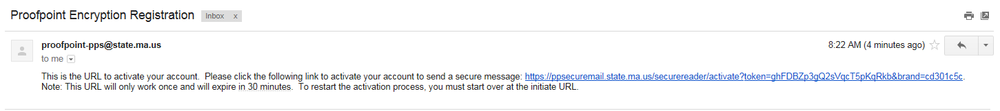 Proofpoint Encryption Registration Inbox x
proofpoint-pps@state.ma.us 8:22 AM (4 minutes ago)
to me
This is the URL to activate your account. Please click the following link to activate your account to send a secure message: https://ppsecuremail.state.ma.us/securereader/activate?token=ghFDBZp3gQ2sVqcT5pKqRkb&brand=cd301c5c.
Note: This URL will only work once and will expire in 30 minutes. To restart the activation process, you must start over at the initiate URL.